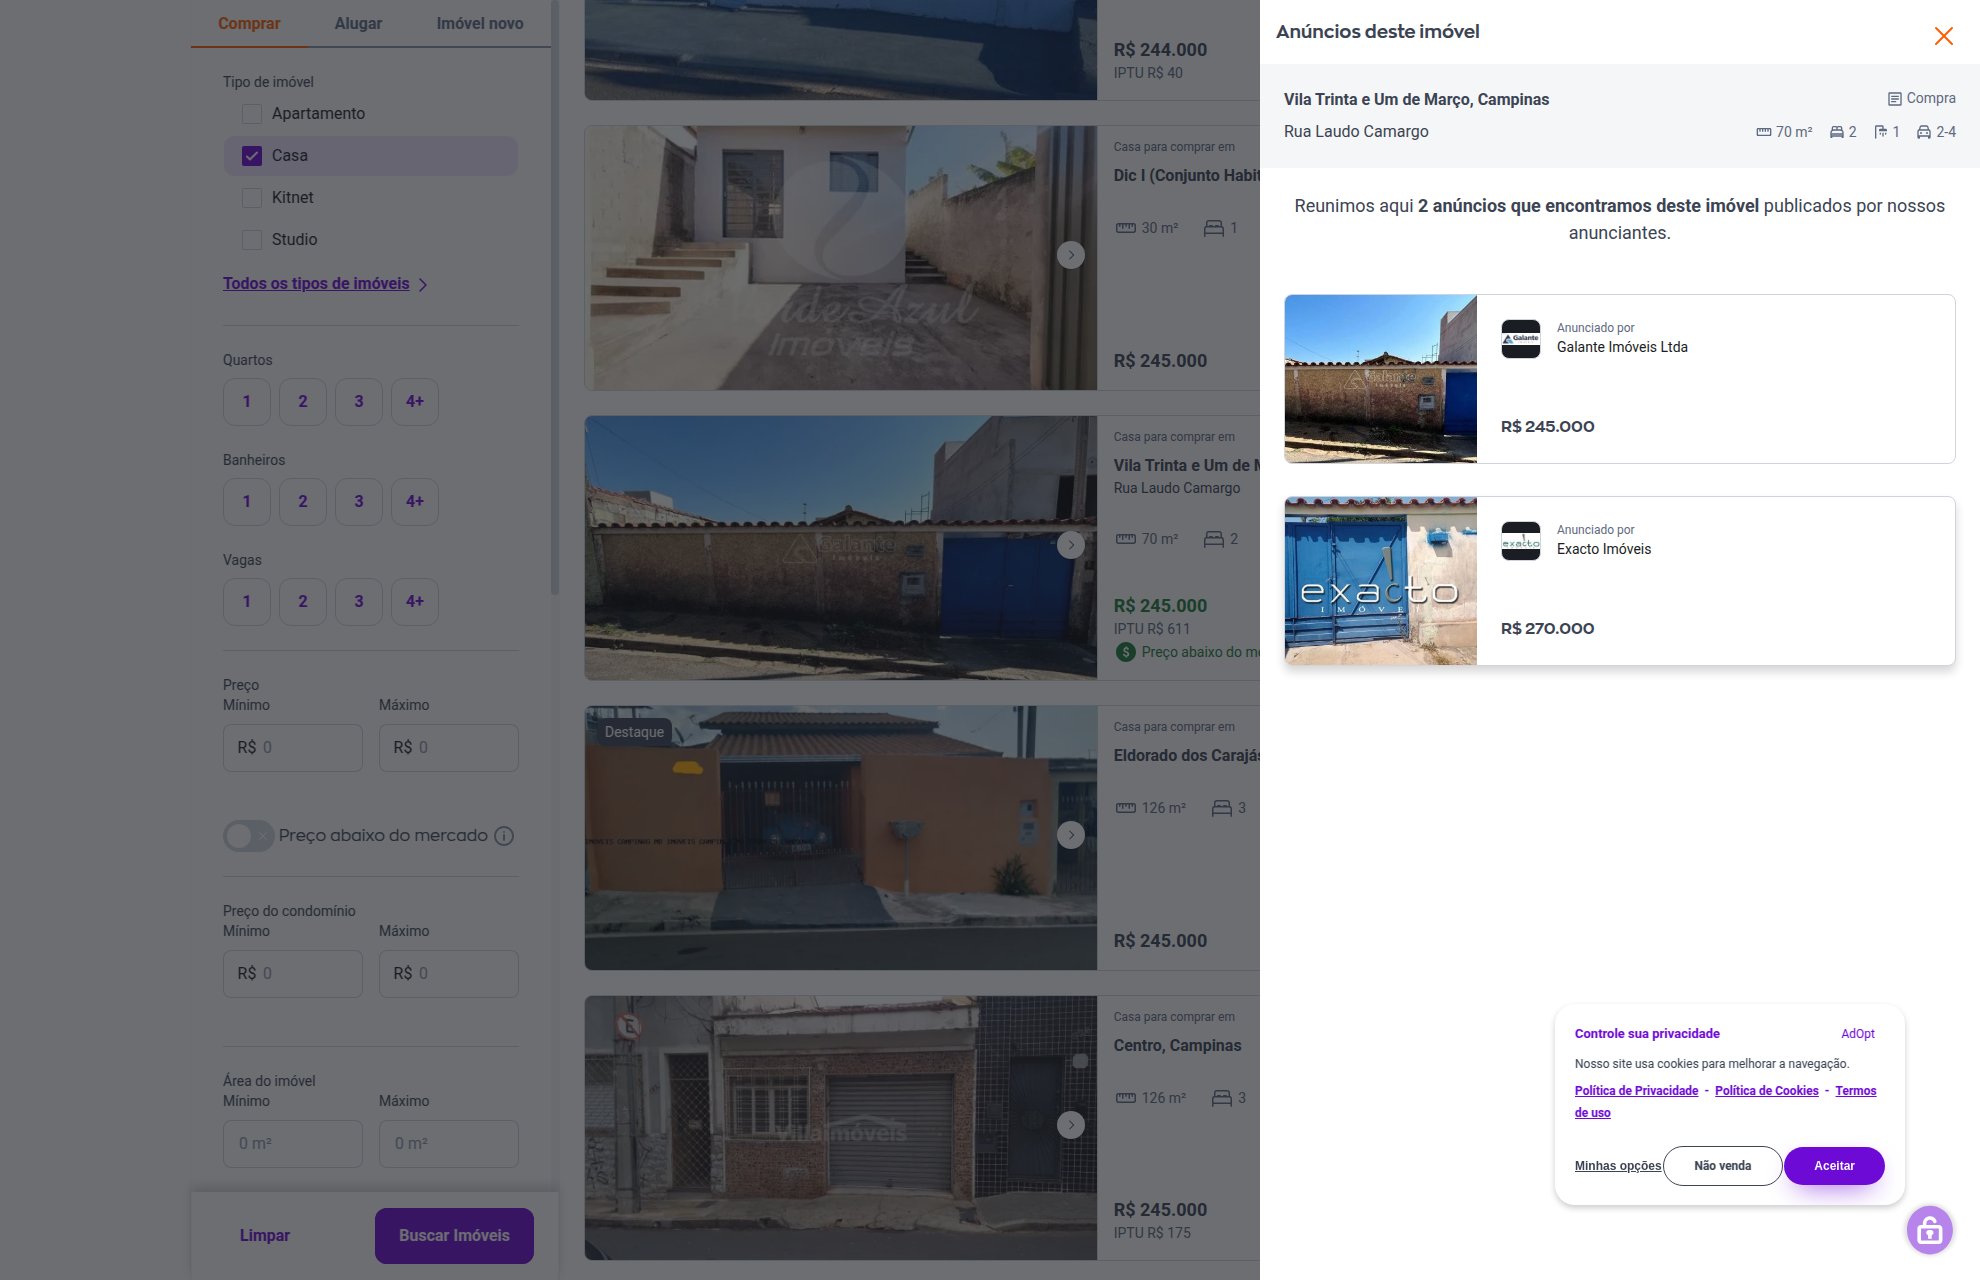 Comprar
Alugar
Imóvel novo
Tipo de imóvel
Apartamento
Casa
Kitnet
Studio
Todos os tipos de imóveis
Quartos
1 2 3 4+
Banheiros
1 2 3 4+
Vagas
1 2 3 4+
Preço
Mínimo Máximo
R$ 0 R$ 0
Preço abaixo do mercado
Preço do condomínio
Mínimo Máximo
R$ 0 R$ 0
Área do imóvel
Mínimo Máximo
0 m² 0 m²
Limpar
Buscar Imóveis
R$ 244.000
IPTU R$ 40
Casa para comprar em
Dic I (Conjunto Habit
30 m² 1
R$ 245.000
Imóveis
Casa para comprar em
Vila Trinta e Um de M
Rua Laudo Camargo
70 m² 2
R$ 245.000
IPTU R$ 611
Preço abaixo do me
Galante
imóveis
Destaque
Casa para comprar em
Eldorado dos Carajás
126 m² 3
R$ 245.000
Casa para comprar em
Centro, Campinas
126 m² 3
R$ 245.000
IPTU R$ 175
Anúncios deste imóvel
Vila Trinta e Um de Março, Campinas
Compra
Rua Laudo Camargo
70 m² 2 1 2-4
Reunimos aqui 2 anúncios que encontramos deste imóvel publicados por nossos
anunciantes.
Galante
Anunciado por
Galante Imóveis Ltda
R$ 245.000
exacto
exacto
Anunciado por
Exacto Imóveis
R$ 270.000
Controle sua privacidade
AdOpt
Nosso site usa cookies para melhorar a navegação.
Política de Privacidade - Política de Cookies - Termos
de uso
Minhas opções
Não venda
Aceitar